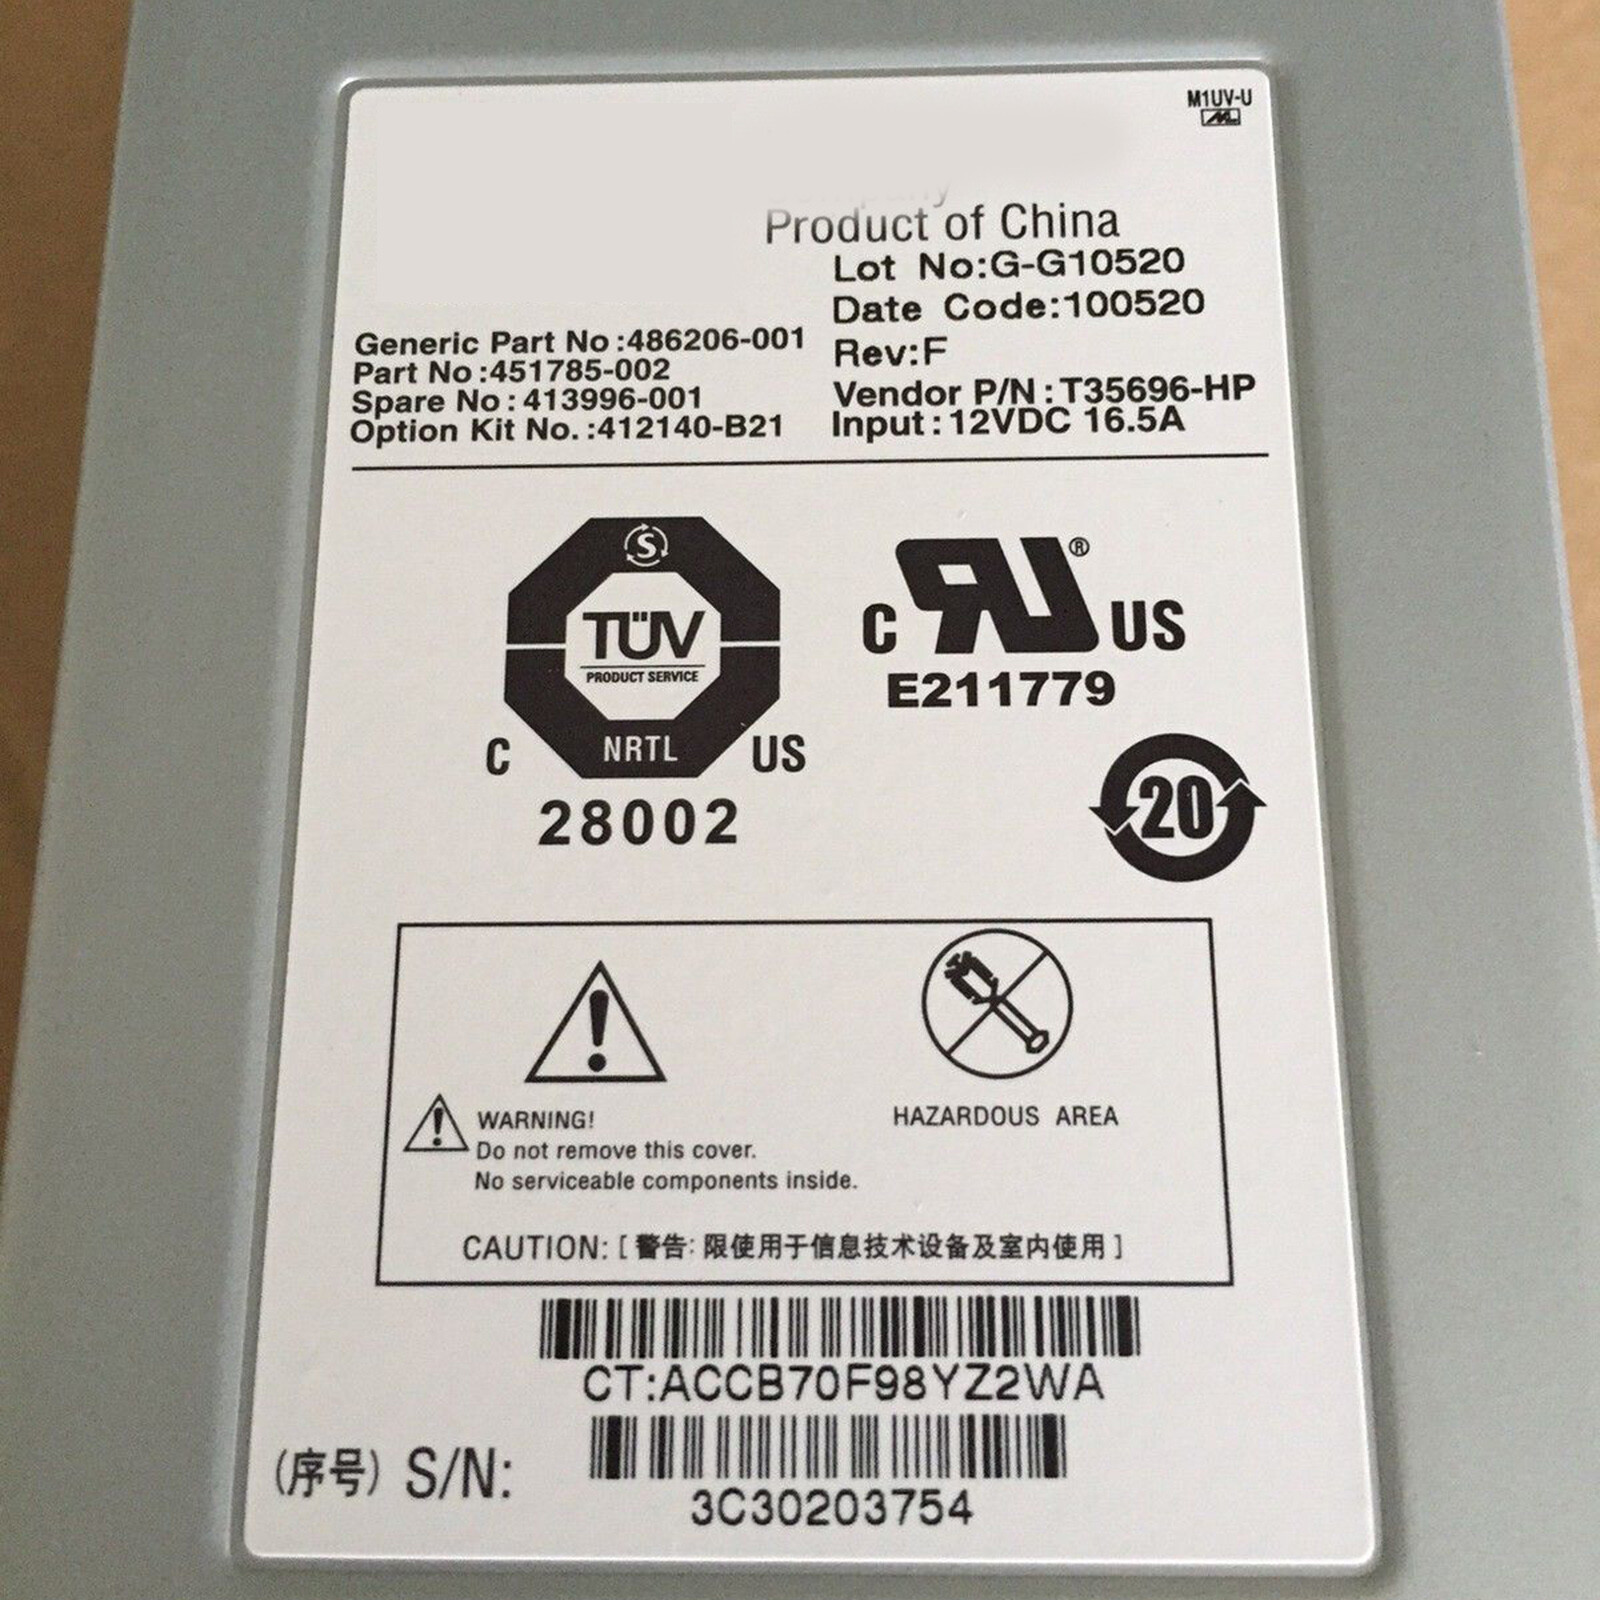 M1UV-U
Product of China
Lot No:G-G10520
Date Code:100520
Rev:F
Vendor P/N:T35696-HP
Input:12VDC 16.5A
Generic Part No:486206-001
Part No:451785-002
Spare No:413996-001
Option Kit No.:412140-B21
S
TÜV
PRODUCT SERVICE
NRTL
C US
28002
C RU® US
E211779
20
WARNING!
Do not remove this cover.
No serviceable components inside.
HAZARDOUS AREA
CAUTION: [ 警告: 限使用于信息技术设备及室内使用 ]
CT:ACCB70F98YZ2WA
(序号) S/N:
3C30203754